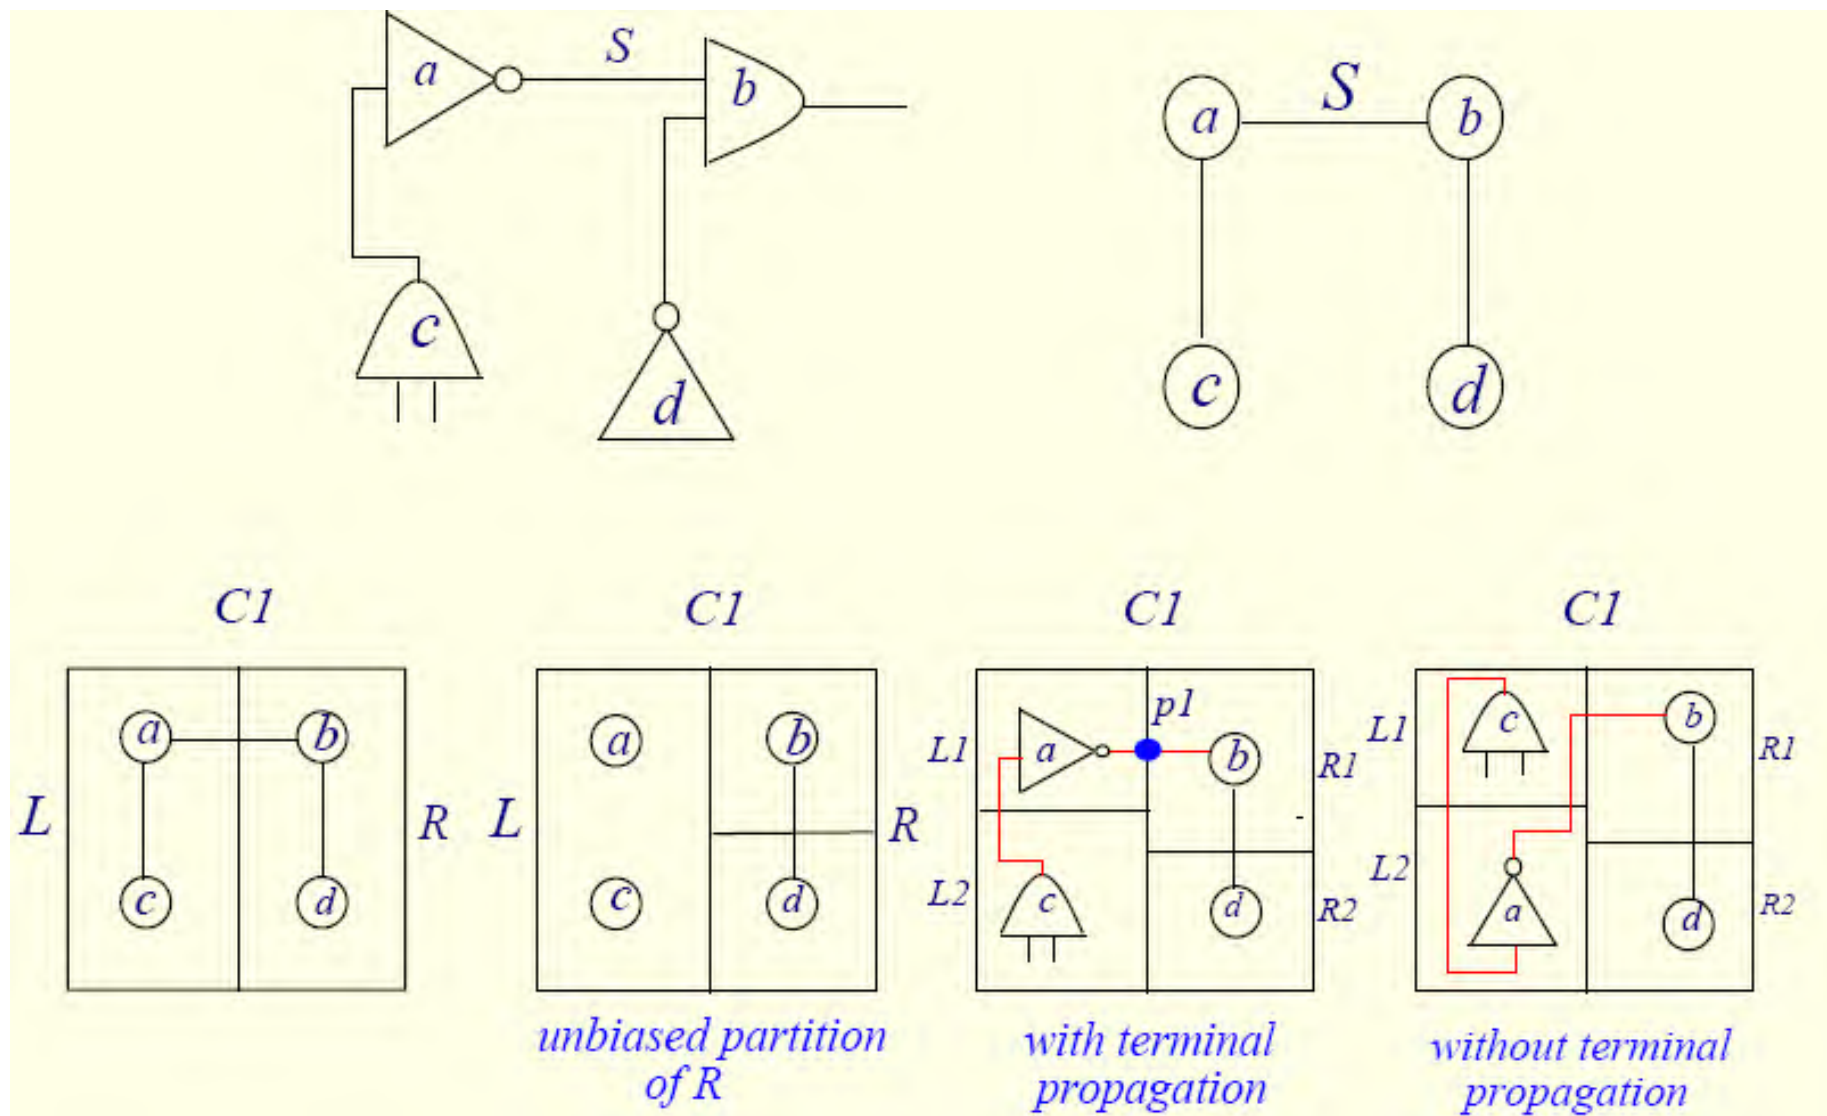 S
a
b
c
d
S
a
b
c
d
C1
C1
C1
C1
a
b
L
R
c
d
a
b
L
R
c
d
p1
L1
a
b
R1
L2
c
d
R2
L1
c
b
R1
L2
a
d
R2
unbiased partition
of R
with terminal
propagation
without terminal
propagation